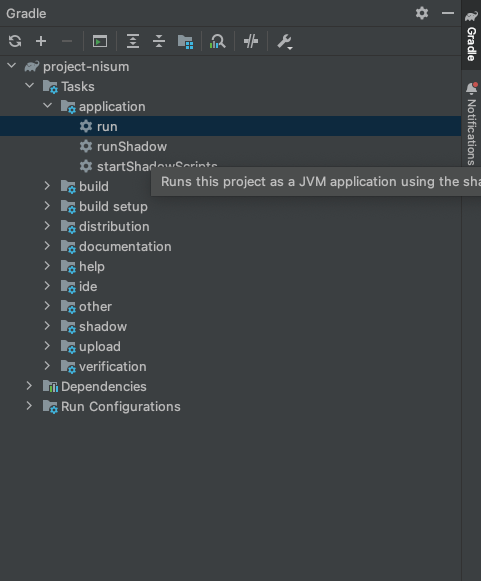 Gradle
project-nisum
Tasks
application
run
runShadow
startShadowScripts
Runs this project as a JVM application using the sha
build
build setup
distribution
documentation
help
ide
other
shadow
upload
verification
Dependencies
Run Configurations
Gradle
Notifications